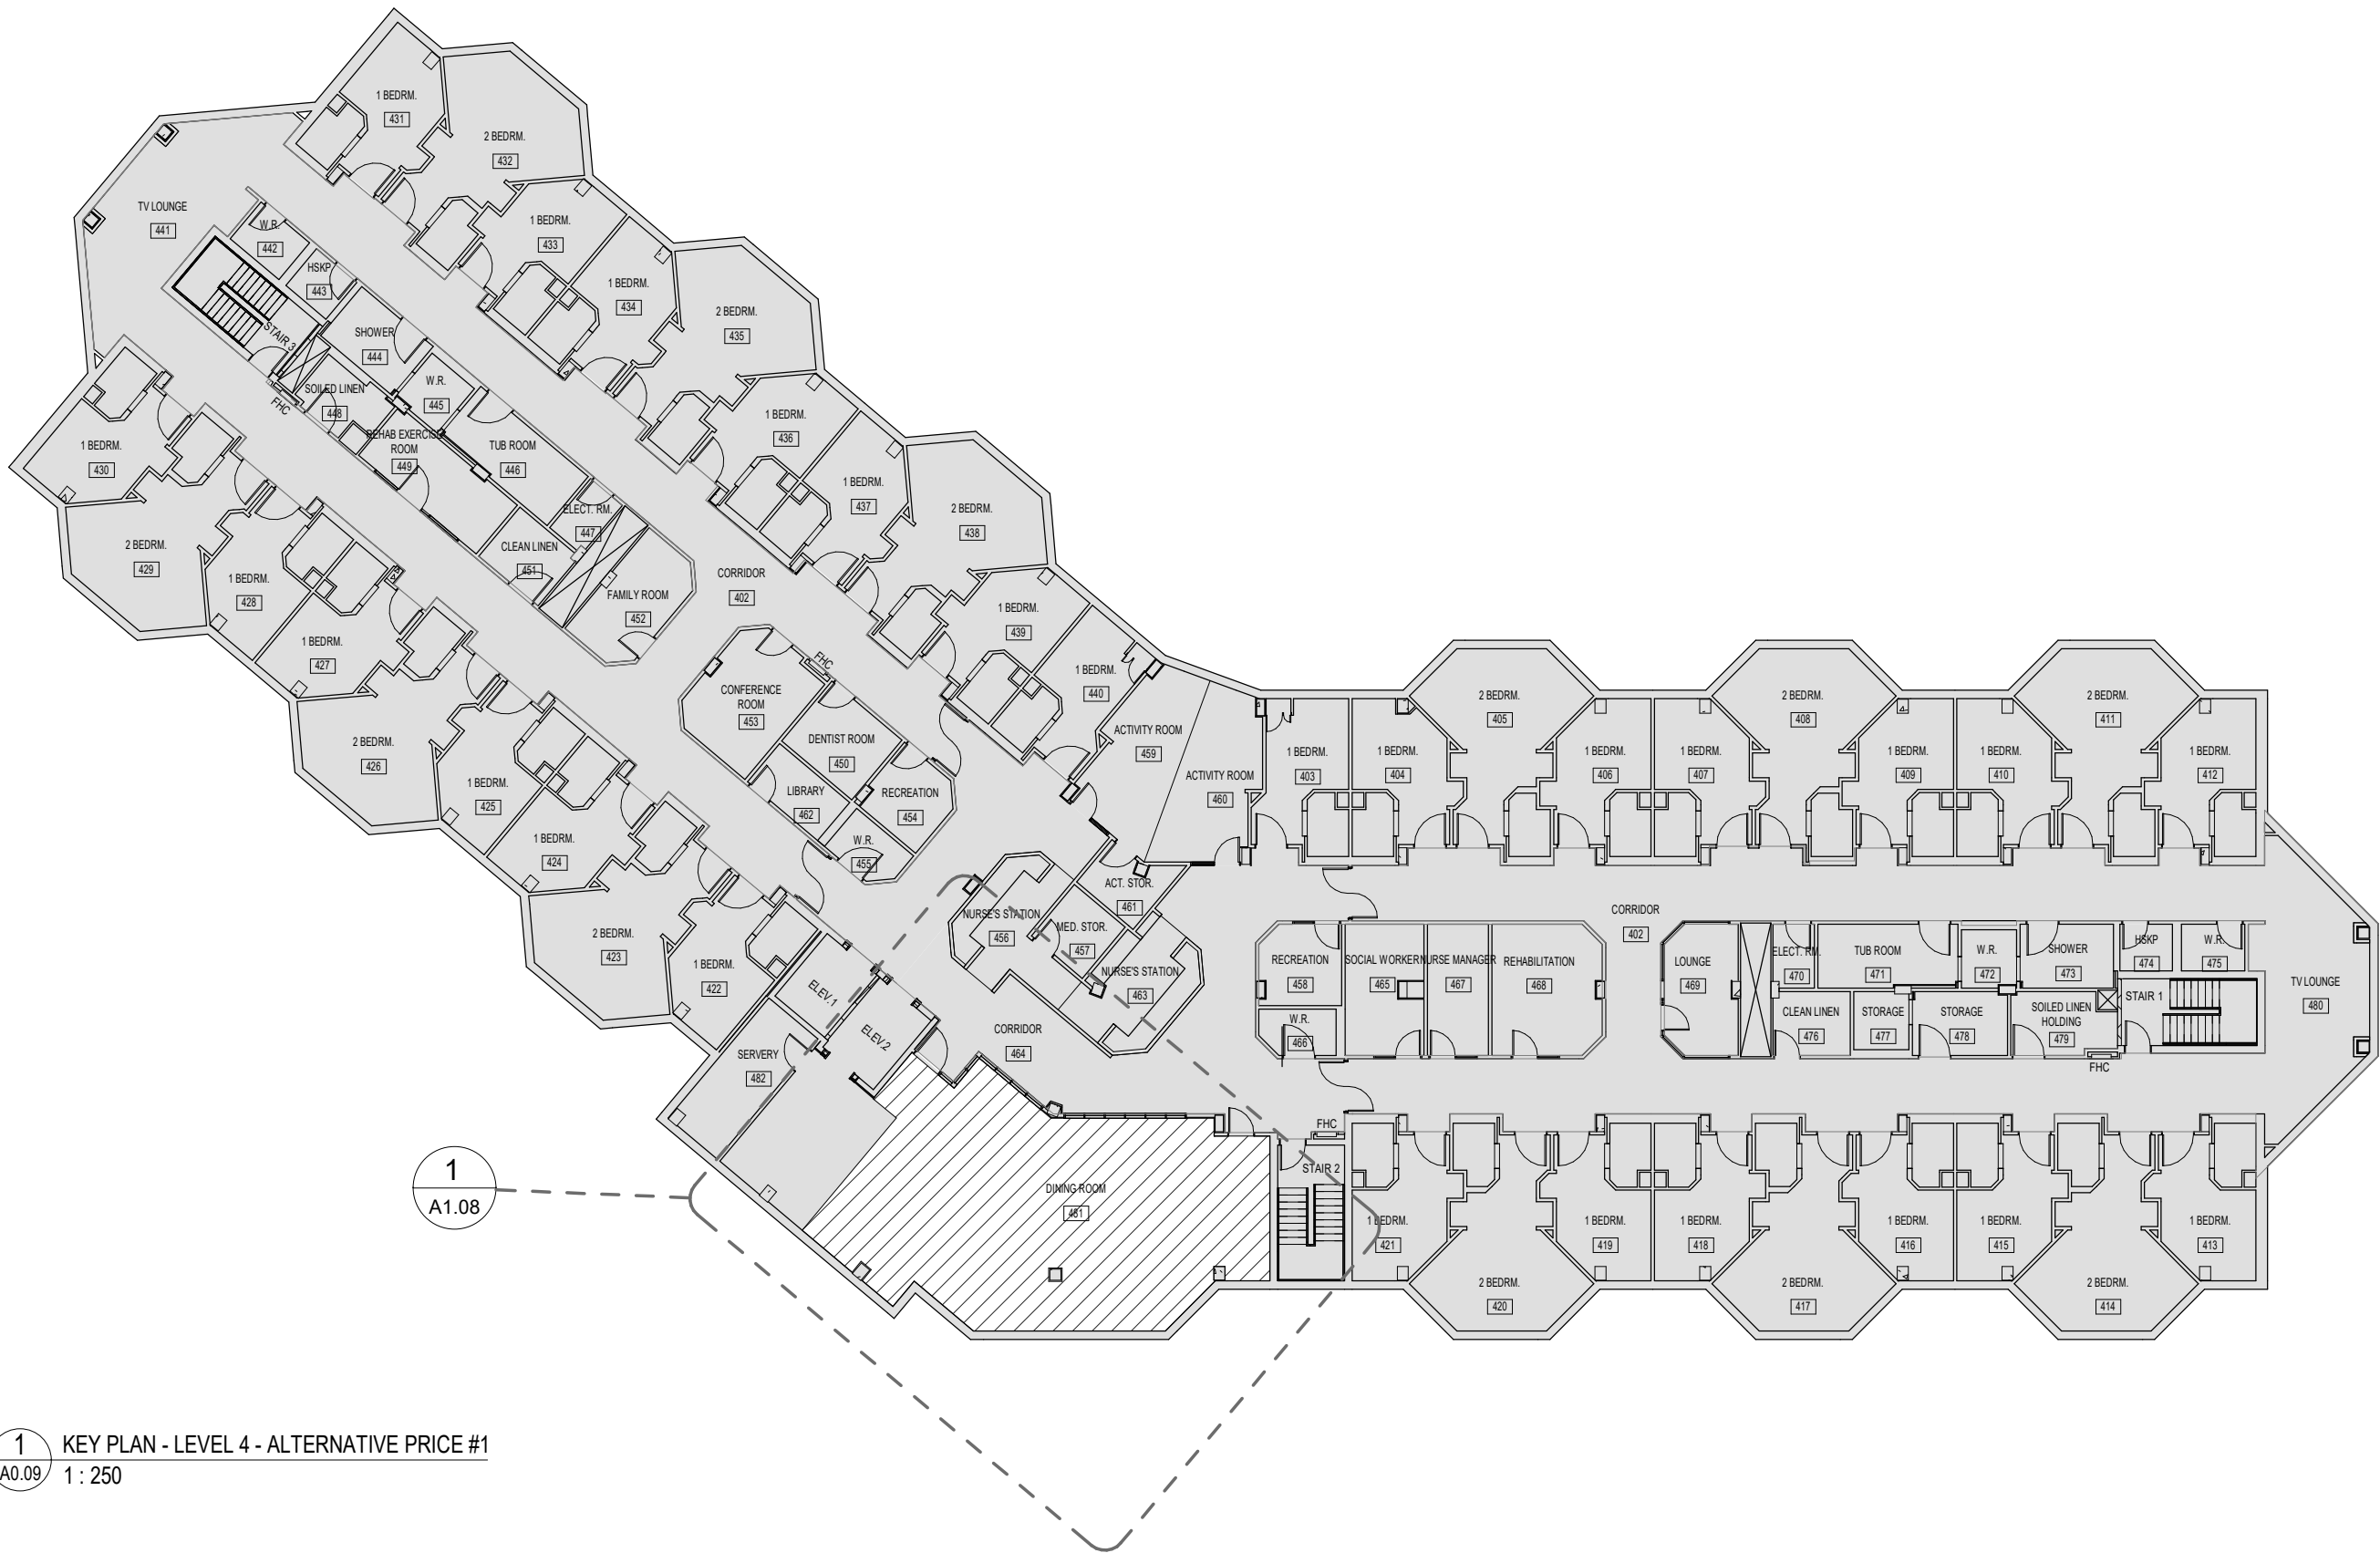 1 BEDRM.
431
2 BEDRM.
432
TV LOUNGE
441
W.R.
442
1 BEDRM.
433
HSKP
443
1 BEDRM.
434
2 BEDRM.
435
STAIR 3
SHOWER
444
SOILED LINEN
448
FHC
W.R.
445
1 BEDRM.
436
1 BEDRM.
430
REHAB EXERCISE
ROOM
449
TUB ROOM
446
1 BEDRM.
437
2 BEDRM.
438
ELECT. RM.
447
2 BEDRM.
429
CLEAN LINEN
451
1 BEDRM.
428
CORRIDOR
402
FAMILY ROOM
452
1 BEDRM.
439
1 BEDRM.
427
FHC
1 BEDRM.
440
CONFERENCE
ROOM
453
2 BEDRM.
426
DENTIST ROOM
450
ACTIVITY ROOM
459
ACTIVITY ROOM
460
1 BEDRM.
425
LIBRARY
462
RECREATION
454
1 BEDRM.
424
W.R.
455
1 BEDRM.
403
1 BEDRM.
404
2 BEDRM.
405
1 BEDRM.
406
1 BEDRM.
407
2 BEDRM.
408
1 BEDRM.
409
1 BEDRM.
410
2 BEDRM.
411
1 BEDRM.
412
2 BEDRM.
423
1 BEDRM.
422
NURSE'S STATION
456
ACT. STOR.
461
MED. STOR.
457
NURSE'S STATION
463
ELEV.1
ELEV.2
CORRIDOR
464
SERVERY
482
RECREATION
458
W.R.
466
SOCIAL WORKER
465
NURSE MANAGER
467
REHABILITATION
468
CORRIDOR
402
LOUNGE
469
ELECT. RM.
470
TUB ROOM
471
W.R.
472
SHOWER
473
HSKP
474
W.R.
475
CLEAN LINEN
476
STORAGE
477
STORAGE
478
SOILED LINEN
HOLDING
479
STAIR 1
FHC
TV LOUNGE
480
FHC
STAIR 2
DINING ROOM
481
1 BEDRM.
421
2 BEDRM.
420
1 BEDRM.
419
1 BEDRM.
418
2 BEDRM.
417
1 BEDRM.
416
1 BEDRM.
415
2 BEDRM.
414
1 BEDRM.
413
1
A1.08
1
A0.09
KEY PLAN - LEVEL 4 - ALTERNATIVE PRICE #1
1 : 250